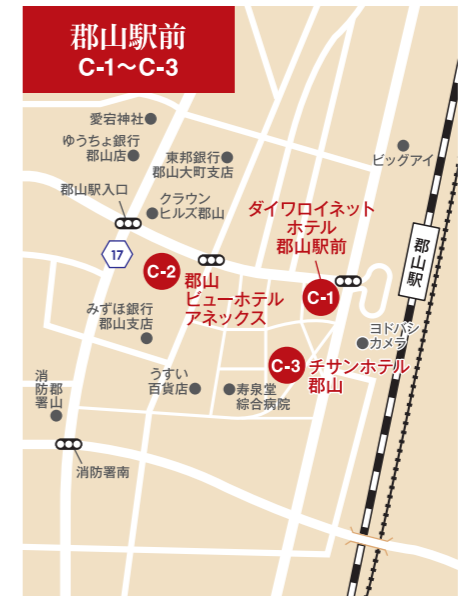 郡山駅前
C-1〜C-3
愛宕神社
ゆうちょ銀行
郡山店
東邦銀行
郡山大町支店
ビッグアイ
郡山駅入口
クラウン
ヒルズ郡山
ダイワロイネット
ホテル
郡山駅前
郡山駅
17
C-2
郡山
ビューホテル
アネックス
C-1
みずほ銀行
郡山支店
ヨドバシ
カメラ
C-3
チサンホテル
郡山
うすい
百貨店
寿泉堂
綜合病院
郡山
消防署
消防署南